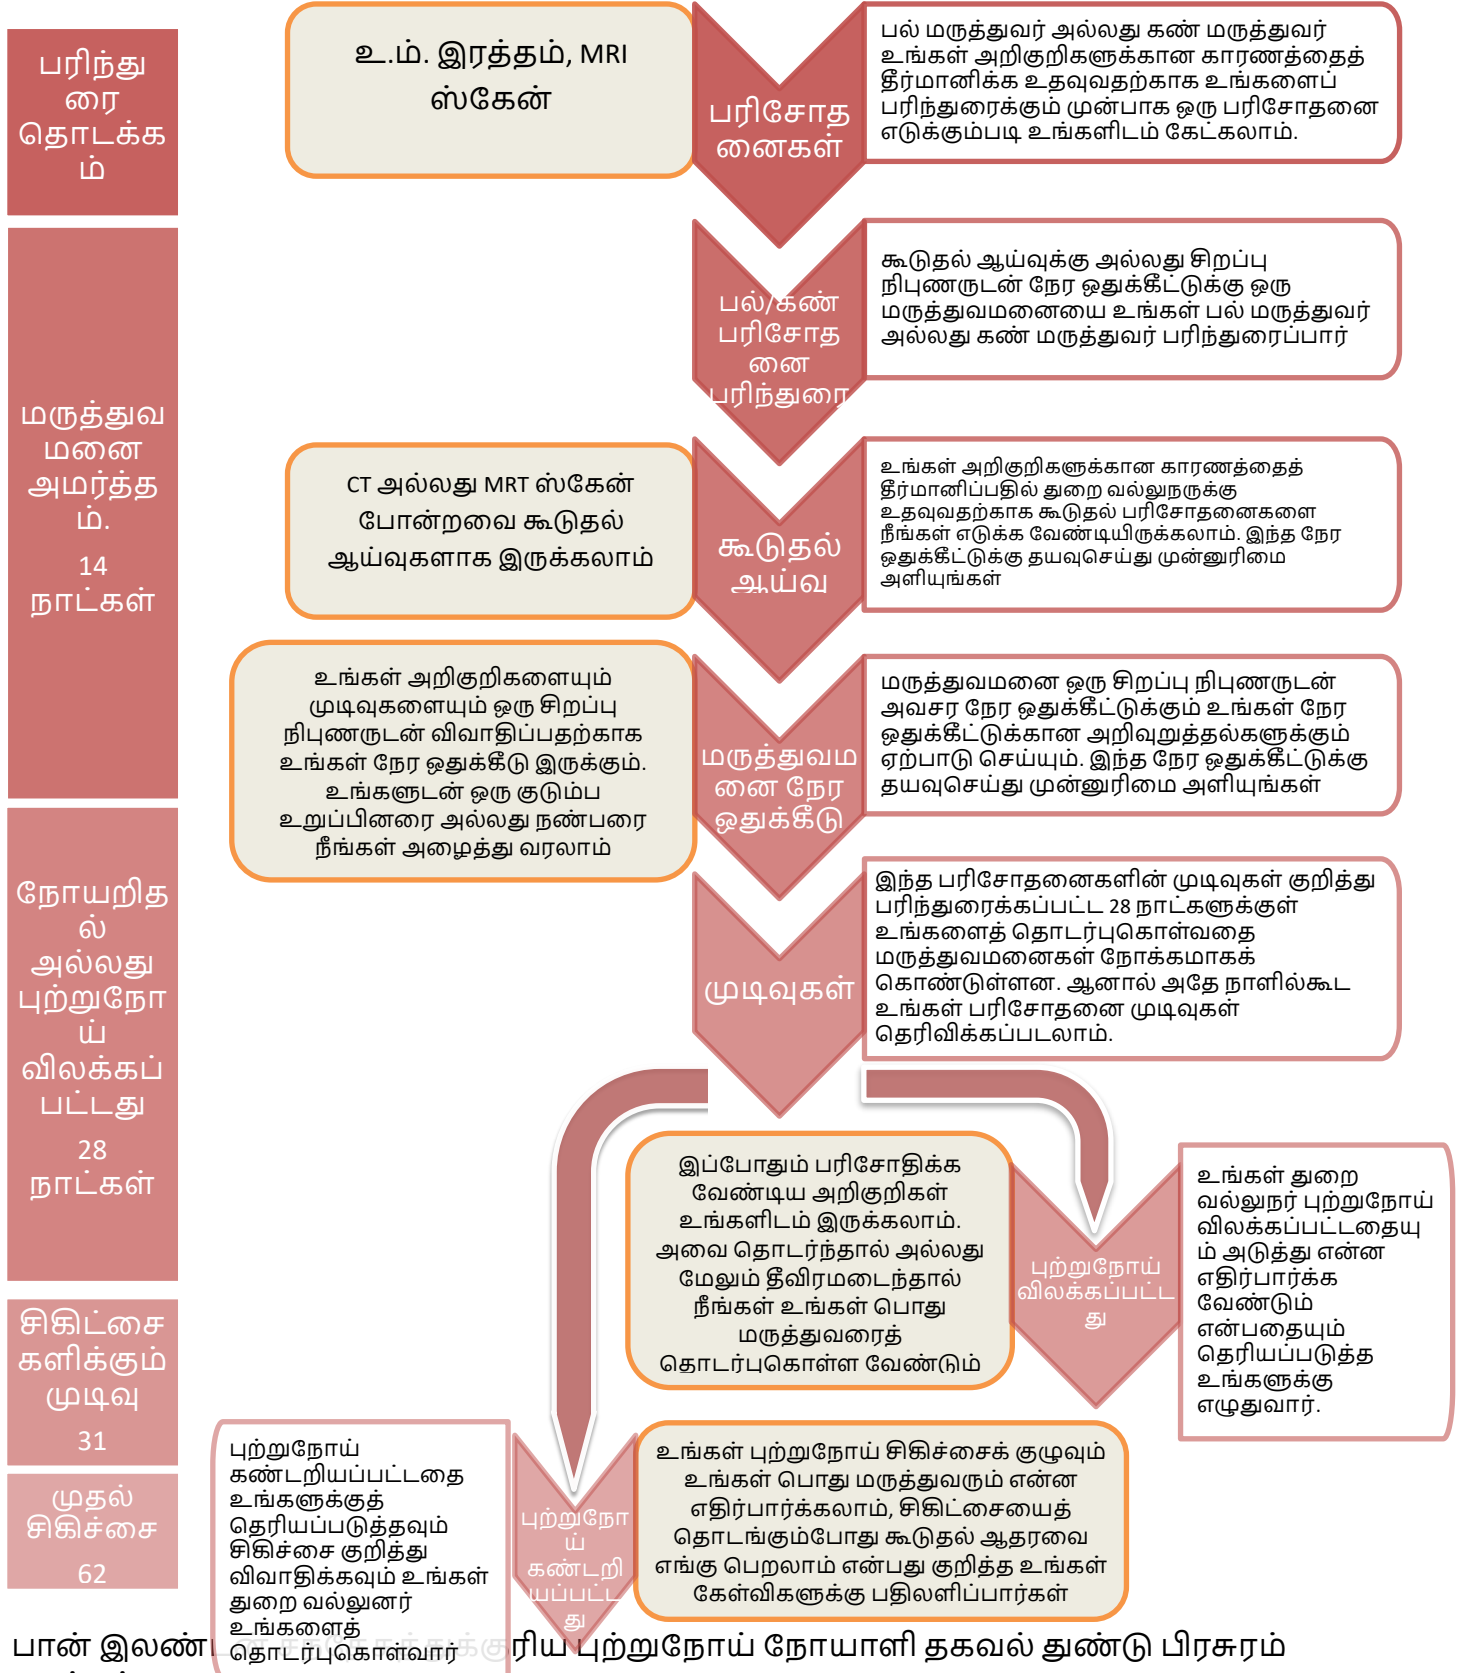 பரிந்து
ரை
தொடக்க
ம்
உ.ம். இரத்தம், MRI
ஸ்கேன்
பரிசோத
னைகள்
பல் மருத்துவர் அல்லது கண் மருத்துவர்
உங்கள் அறிகுறிகளுக்கான காரணத்தைத்
தீர்மானிக்க உதவுவதற்காக உங்களைப்
பரிந்துரைக்கும் முன்பாக ஒரு பரிசோதனை
எடுக்கும்படி உங்களிடம் கேட்கலாம்.
மருத்துவ
மனை
அமர்த்த
ம்.
14
நாட்கள்
பல்/கண்
பரிசோத
னை
பரிந்துரை
கூடுதல் ஆய்வுக்கு அல்லது சிறப்பு
நிபுணருடன் நேர ஒதுக்கீட்டுக்கு ஒரு
மருத்துவமனையை உங்கள் பல் மருத்துவர்
அல்லது கண் மருத்துவர் பரிந்துரைப்பார்
CT அல்லது MRT ஸ்கேன்
போன்றவை கூடுதல்
ஆய்வுகளாக இருக்கலாம்
கூடுதல்
ஆய்வு
உங்கள் அறிகுறிகளுக்கான காரணத்தைத்
தீர்மானிப்பதில் துறை வல்லுநருக்கு
உதவுவதற்காக கூடுதல் பரிசோதனைகளை
நீங்கள் எடுக்க வேண்டியிருக்கலாம். இந்த நேர
ஒதுக்கீட்டுக்கு தயவுசெய்து முன்னுரிமை
அளியுங்கள்
உங்கள் அறிகுறிகளையும்
முடிவுகளையும் ஒரு சிறப்பு
நிபுணருடன் விவாதிப்பதற்காக
உங்கள் நேர ஒதுக்கீடு இருக்கும்.
உங்களுடன் ஒரு குடும்ப
உறுப்பினரை அல்லது நண்பரை
நீங்கள் அழைத்து வரலாம்
மருத்துவம
னை நேர
ஒதுக்கீடு
மருத்துவமனை ஒரு சிறப்பு நிபுணருடன்
அவசர நேர ஒதுக்கீட்டுக்கும் உங்கள் நேர
ஒதுக்கீட்டுக்கான அறிவுறுத்தல்களுக்கும்
ஏற்பாடு செய்யும். இந்த நேர ஒதுக்கீட்டுக்கு
தயவுசெய்து முன்னுரிமை அளியுங்கள்
நோயறித
ல்
அல்லது
புற்றுநோ
ய்
விலக்கப்
பட்டது
28
நாட்கள்
முடிவுகள்
இந்த பரிசோதனைகளின் முடிவுகள் குறித்து
பரிந்துரைக்கப்பட்ட 28 நாட்களுக்குள்
உங்களைத் தொடர்புகொள்வதை
மருத்துவமனைகள் நோக்கமாகக்
கொண்டுள்ளன. ஆனால் அதே நாளில்கூட
உங்கள் பரிசோதனை முடிவுகள்
தெரிவிக்கப்படலாம்.
இப்போதும் பரிசோதிக்க
வேண்டிய அறிகுறிகள்
உங்களிடம் இருக்கலாம்.
அவை தொடர்ந்தால் அல்லது
மேலும் தீவிரமடைந்தால்
நீங்கள் உங்கள் பொது
மருத்துவரைத்
தொடர்புகொள்ள வேண்டும்
புற்றுநோய்
விலக்கப்பட்ட
து
உங்கள் துறை
வல்லுநர் புற்றுநோய்
விலக்கப்பட்டதையு
ம் அடுத்து என்ன
எதிர்பார்க்க
வேண்டும்
என்பதையும்
தெரியப்படுத்த
உங்களுக்கு
எழுதுவார்.
சிகிட்சை
களிக்கும்
முடிவு
31
முதல்
சிகிச்சை
62
புற்றுநோய்
கண்டறியப்பட்டதை
உங்களுக்குத்
தெரியப்படுத்தவும்
சிகிச்சை குறித்து
விவாதிக்கவும் உங்கள்
துறை வல்லுனர்
உங்களைத்
தொடர்புகொள்வார்
புற்றுநோ
ய்
கண்டறி
யப்பட்ட
து
உங்கள் புற்றுநோய் சிகிச்சைக் குழுவும்
உங்கள் பொது மருத்துவரும் என்ன
எதிர்பார்க்கலாம், சிகிட்சையைத்
தொடங்கும்போது கூடுதல் ஆதரவை
எங்கு பெறலாம் என்பது குறித்த உங்கள்
கேள்விகளுக்கு பதிலளிப்பார்கள்
பான் புற்றுநோய் நோயாளி தகவல் துண்டு பிரசுரம்